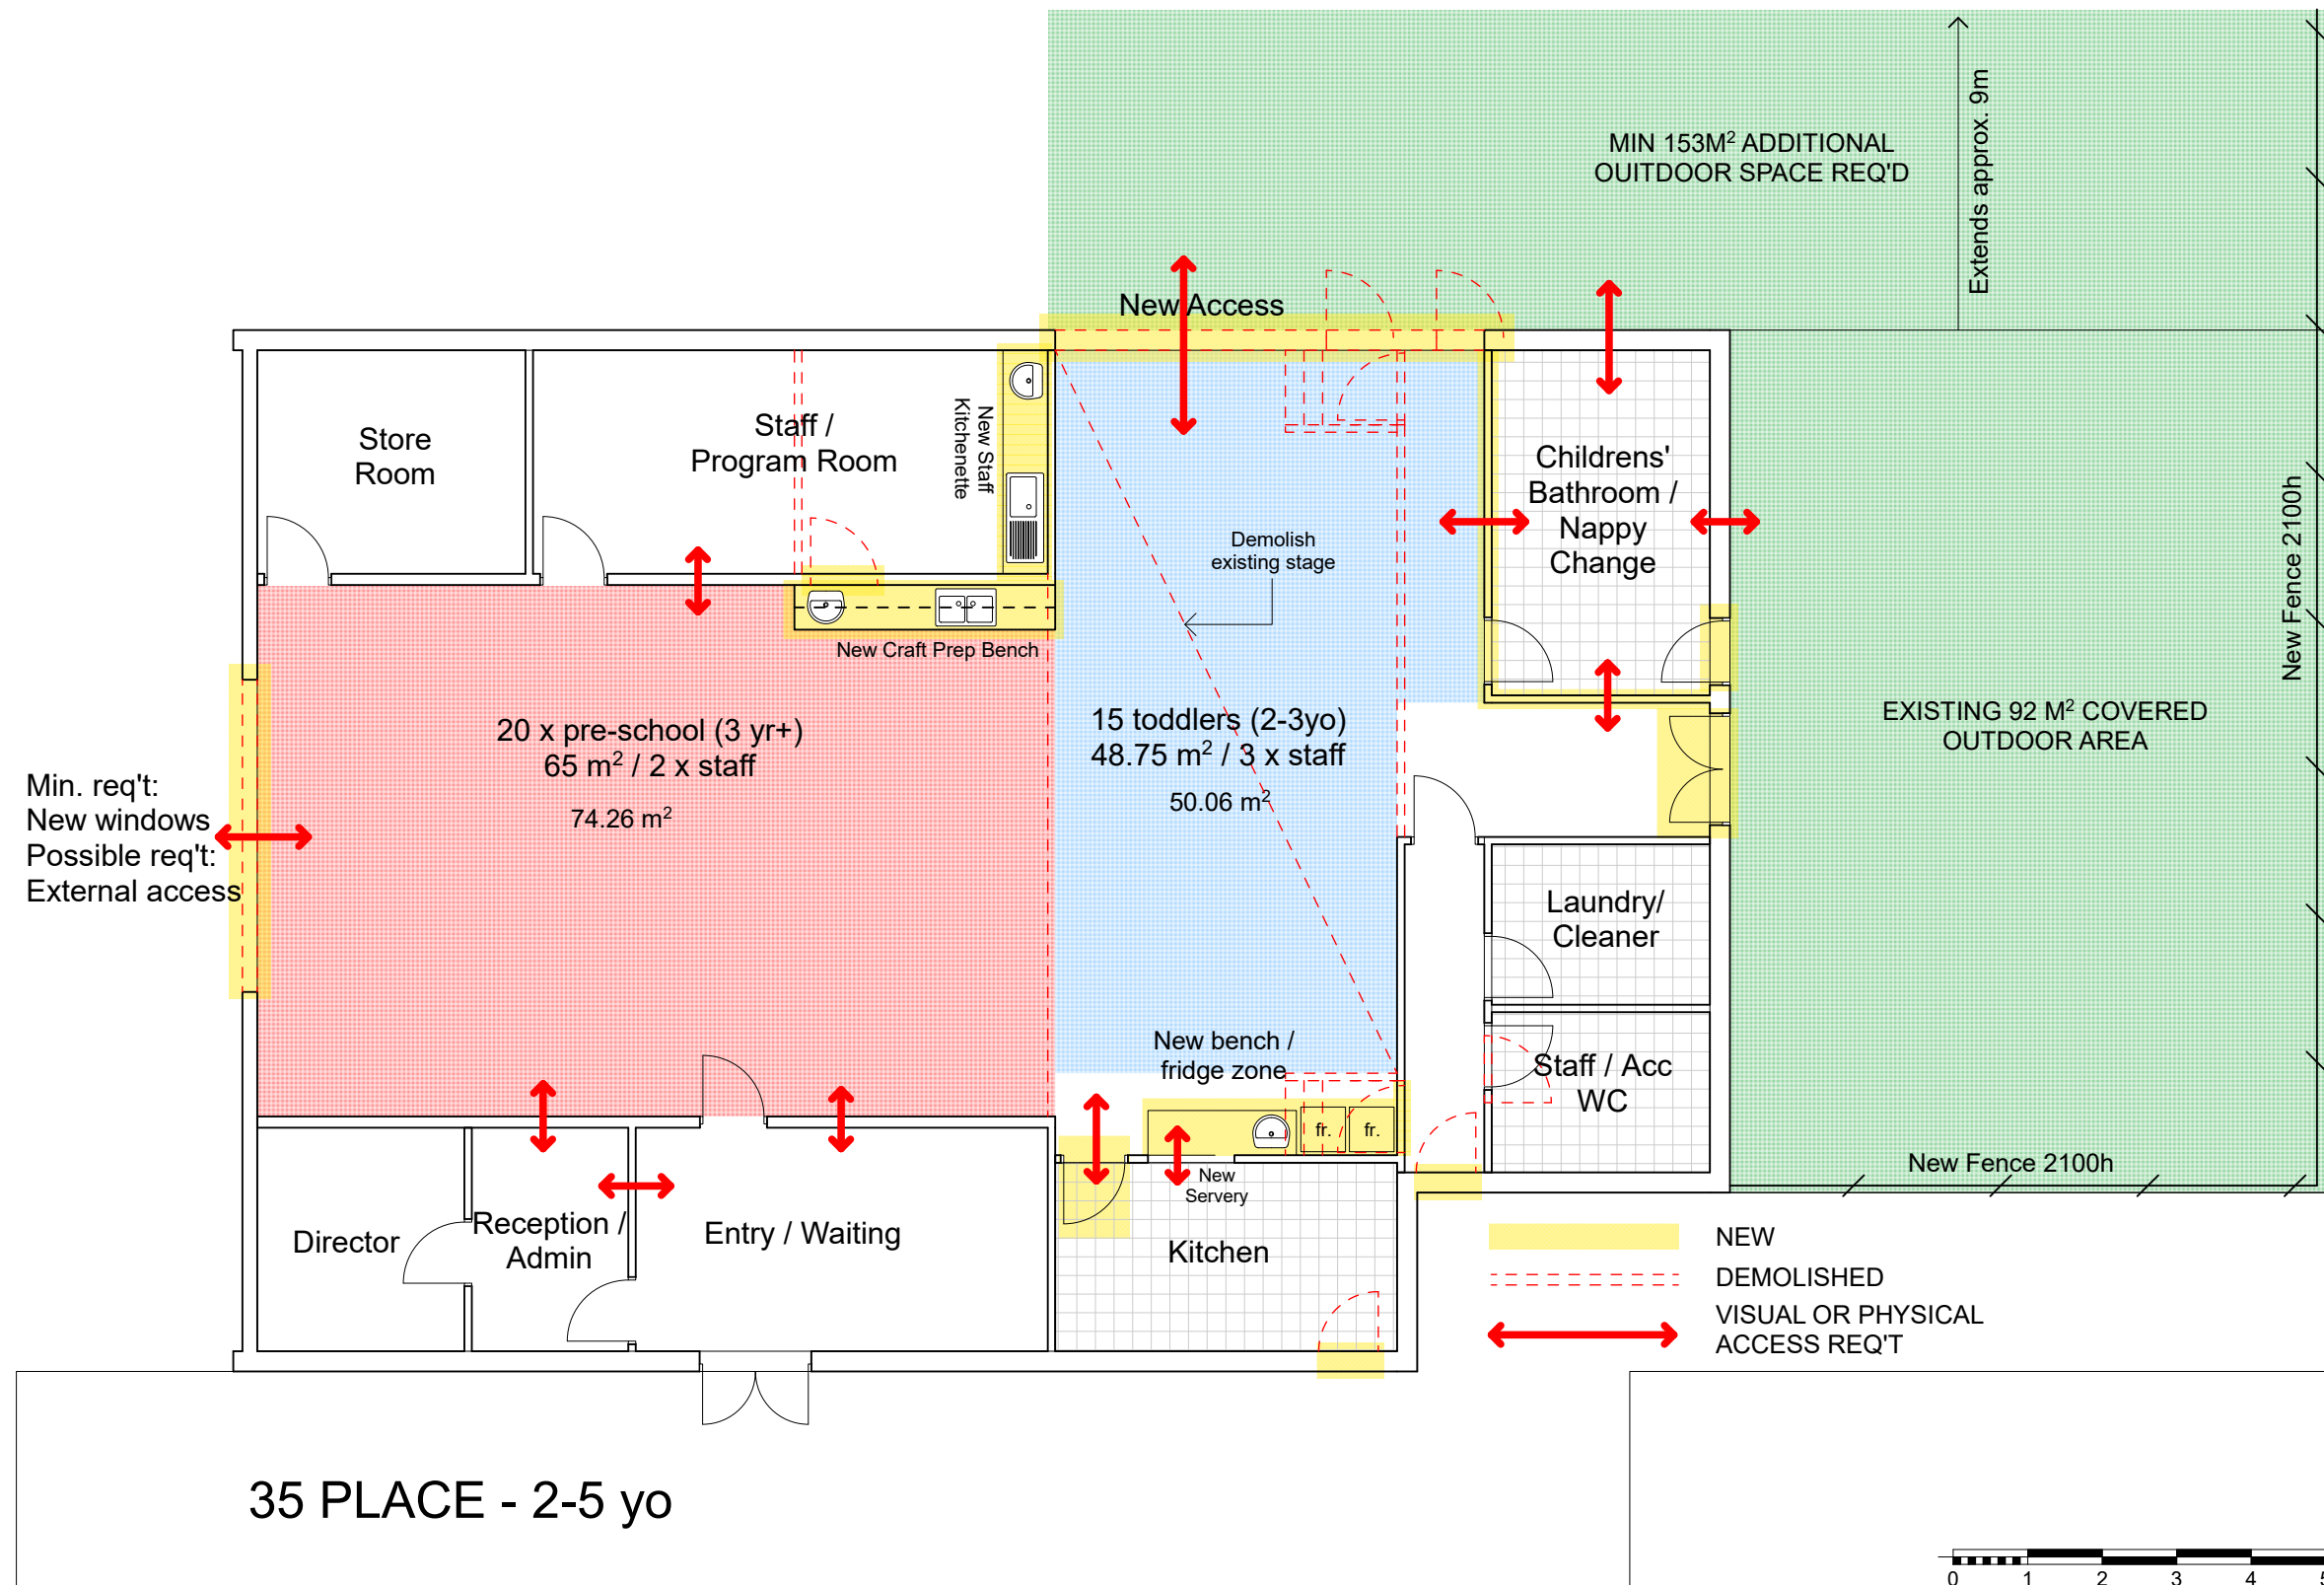 MIN 153M² ADDITIONAL
OUITDOOR SPACE REQ'D
Extends approx. 9m
New Access
Store
Room
Staff /
Program Room
New Staff
Kitchenette
Childrens'
Bathroom /
Nappy
Change
Demolish
existing stage
New Fence 2100h
New Craft Prep Bench
20 x pre-school (3 yr+)
65 m² / 2 x staff
74.26 m²
15 toddlers (2-3yo)
48.75 m² / 3 x staff
50.06 m²
EXISTING 92 M² COVERED
OUTDOOR AREA
Min. req't:
New windows
Possible req't:
External access
Laundry/
Cleaner
New bench /
fridge zone
Staff / Acc
WC
fr.
fr.
New
Servery
New Fence 2100h
Director
Reception /
Admin
Entry / Waiting
Kitchen
NEW
DEMOLISHED
VISUAL OR PHYSICAL
ACCESS REQ'T
35 PLACE - 2-5 yo
0 1 2 3 4 5